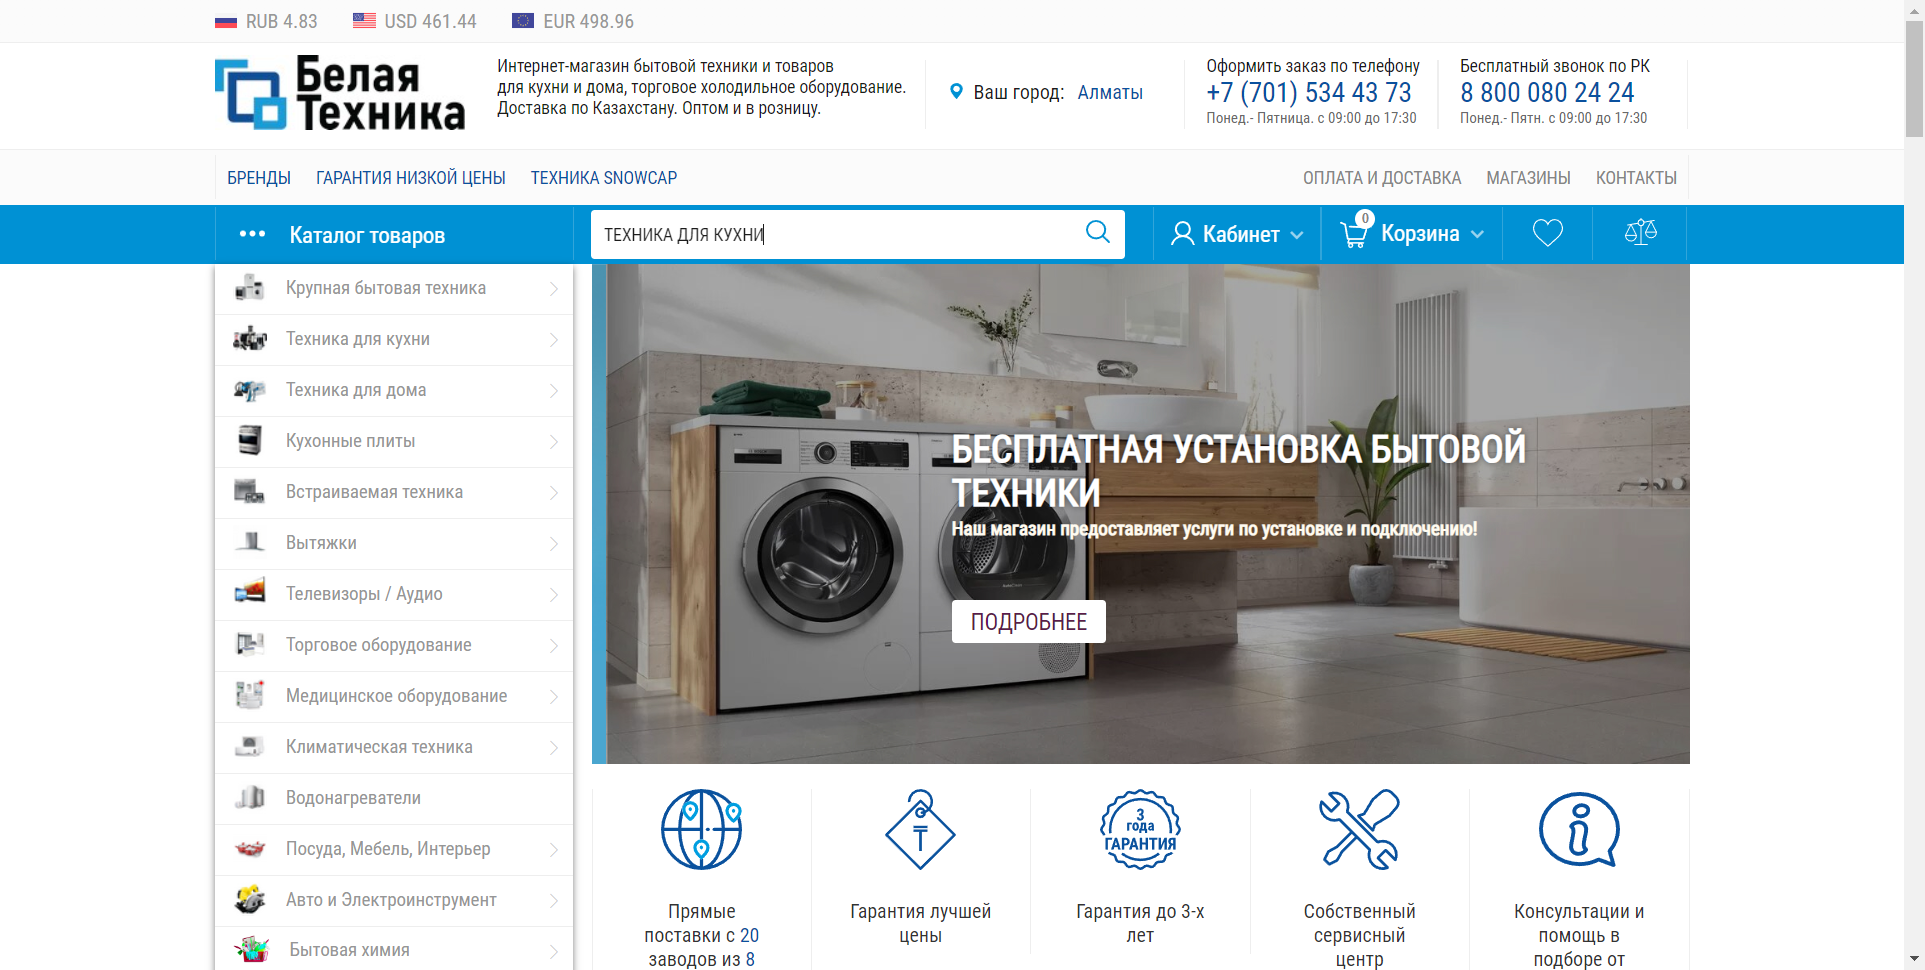 RUB 4.83
USD 461.44
EUR 498.96
Белая
Техника
Интернет-магазин бытовой техники и товаров
для кухни и дома, торговое холодильное оборудование.
Доставка по Казахстану. Оптом и в розницу.
Ваш город: Алматы
Оформить заказ по телефону
+7 (701) 534 43 73
Понед.- Пятница. с 09:00 до 17:30
Бесплатный звонок по РК
8 800 080 24 24
Понед.- Пятн. с 09:00 до 17:30
БРЕНДЫ
ГАРАНТИЯ НИЗКОЙ ЦЕНЫ
ТЕХНИКА SNOWCAP
ОПЛАТА И ДОСТАВКА
МАГАЗИНЫ
КОНТАКТЫ
Каталог товаров
ТЕХНИКА ДЛЯ КУХНИ
Кабинет
0
Корзина
Крупная бытовая техника
Техника для кухни
Техника для дома
Кухонные плиты
Встраиваемая техника
Вытяжки
Телевизоры / Аудио
Торговое оборудование
Медицинское оборудование
Климатическая техника
Водонагреватели
Посуда, Мебель, Интерьер
Авто и Электроинструмент
Бытовая химия
БЕСПЛАТНАЯ УСТАНОВКА БЫТОВОЙ
ТЕХНИКИ
Наш магазин предоставляет услуги по установке и подключению!
ПОДРОБНЕЕ
Прямые
поставки с 20
заводов из 8
₸
Гарантия лучшей
цены
3
года
ГАРАНТИЯ
Гарантия до 3-х
лет
Собственный
сервисный
центр
Консультации и
помощь в
подборе от